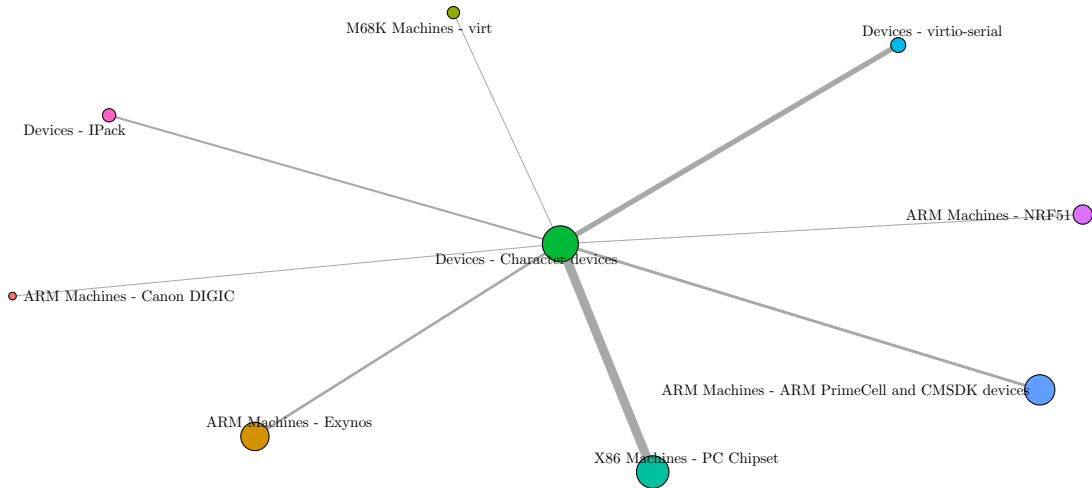 M68K Machines - virt
Devices - virtio-serial
Devices - IPack
ARM Machines - NRF51
Devices - Character devices
ARM Machines - Canon DIGIC
ARM Machines - ARM PrimeCell and CMSDK devices
ARM Machines - Exynos
X86 Machines - PC Chipset